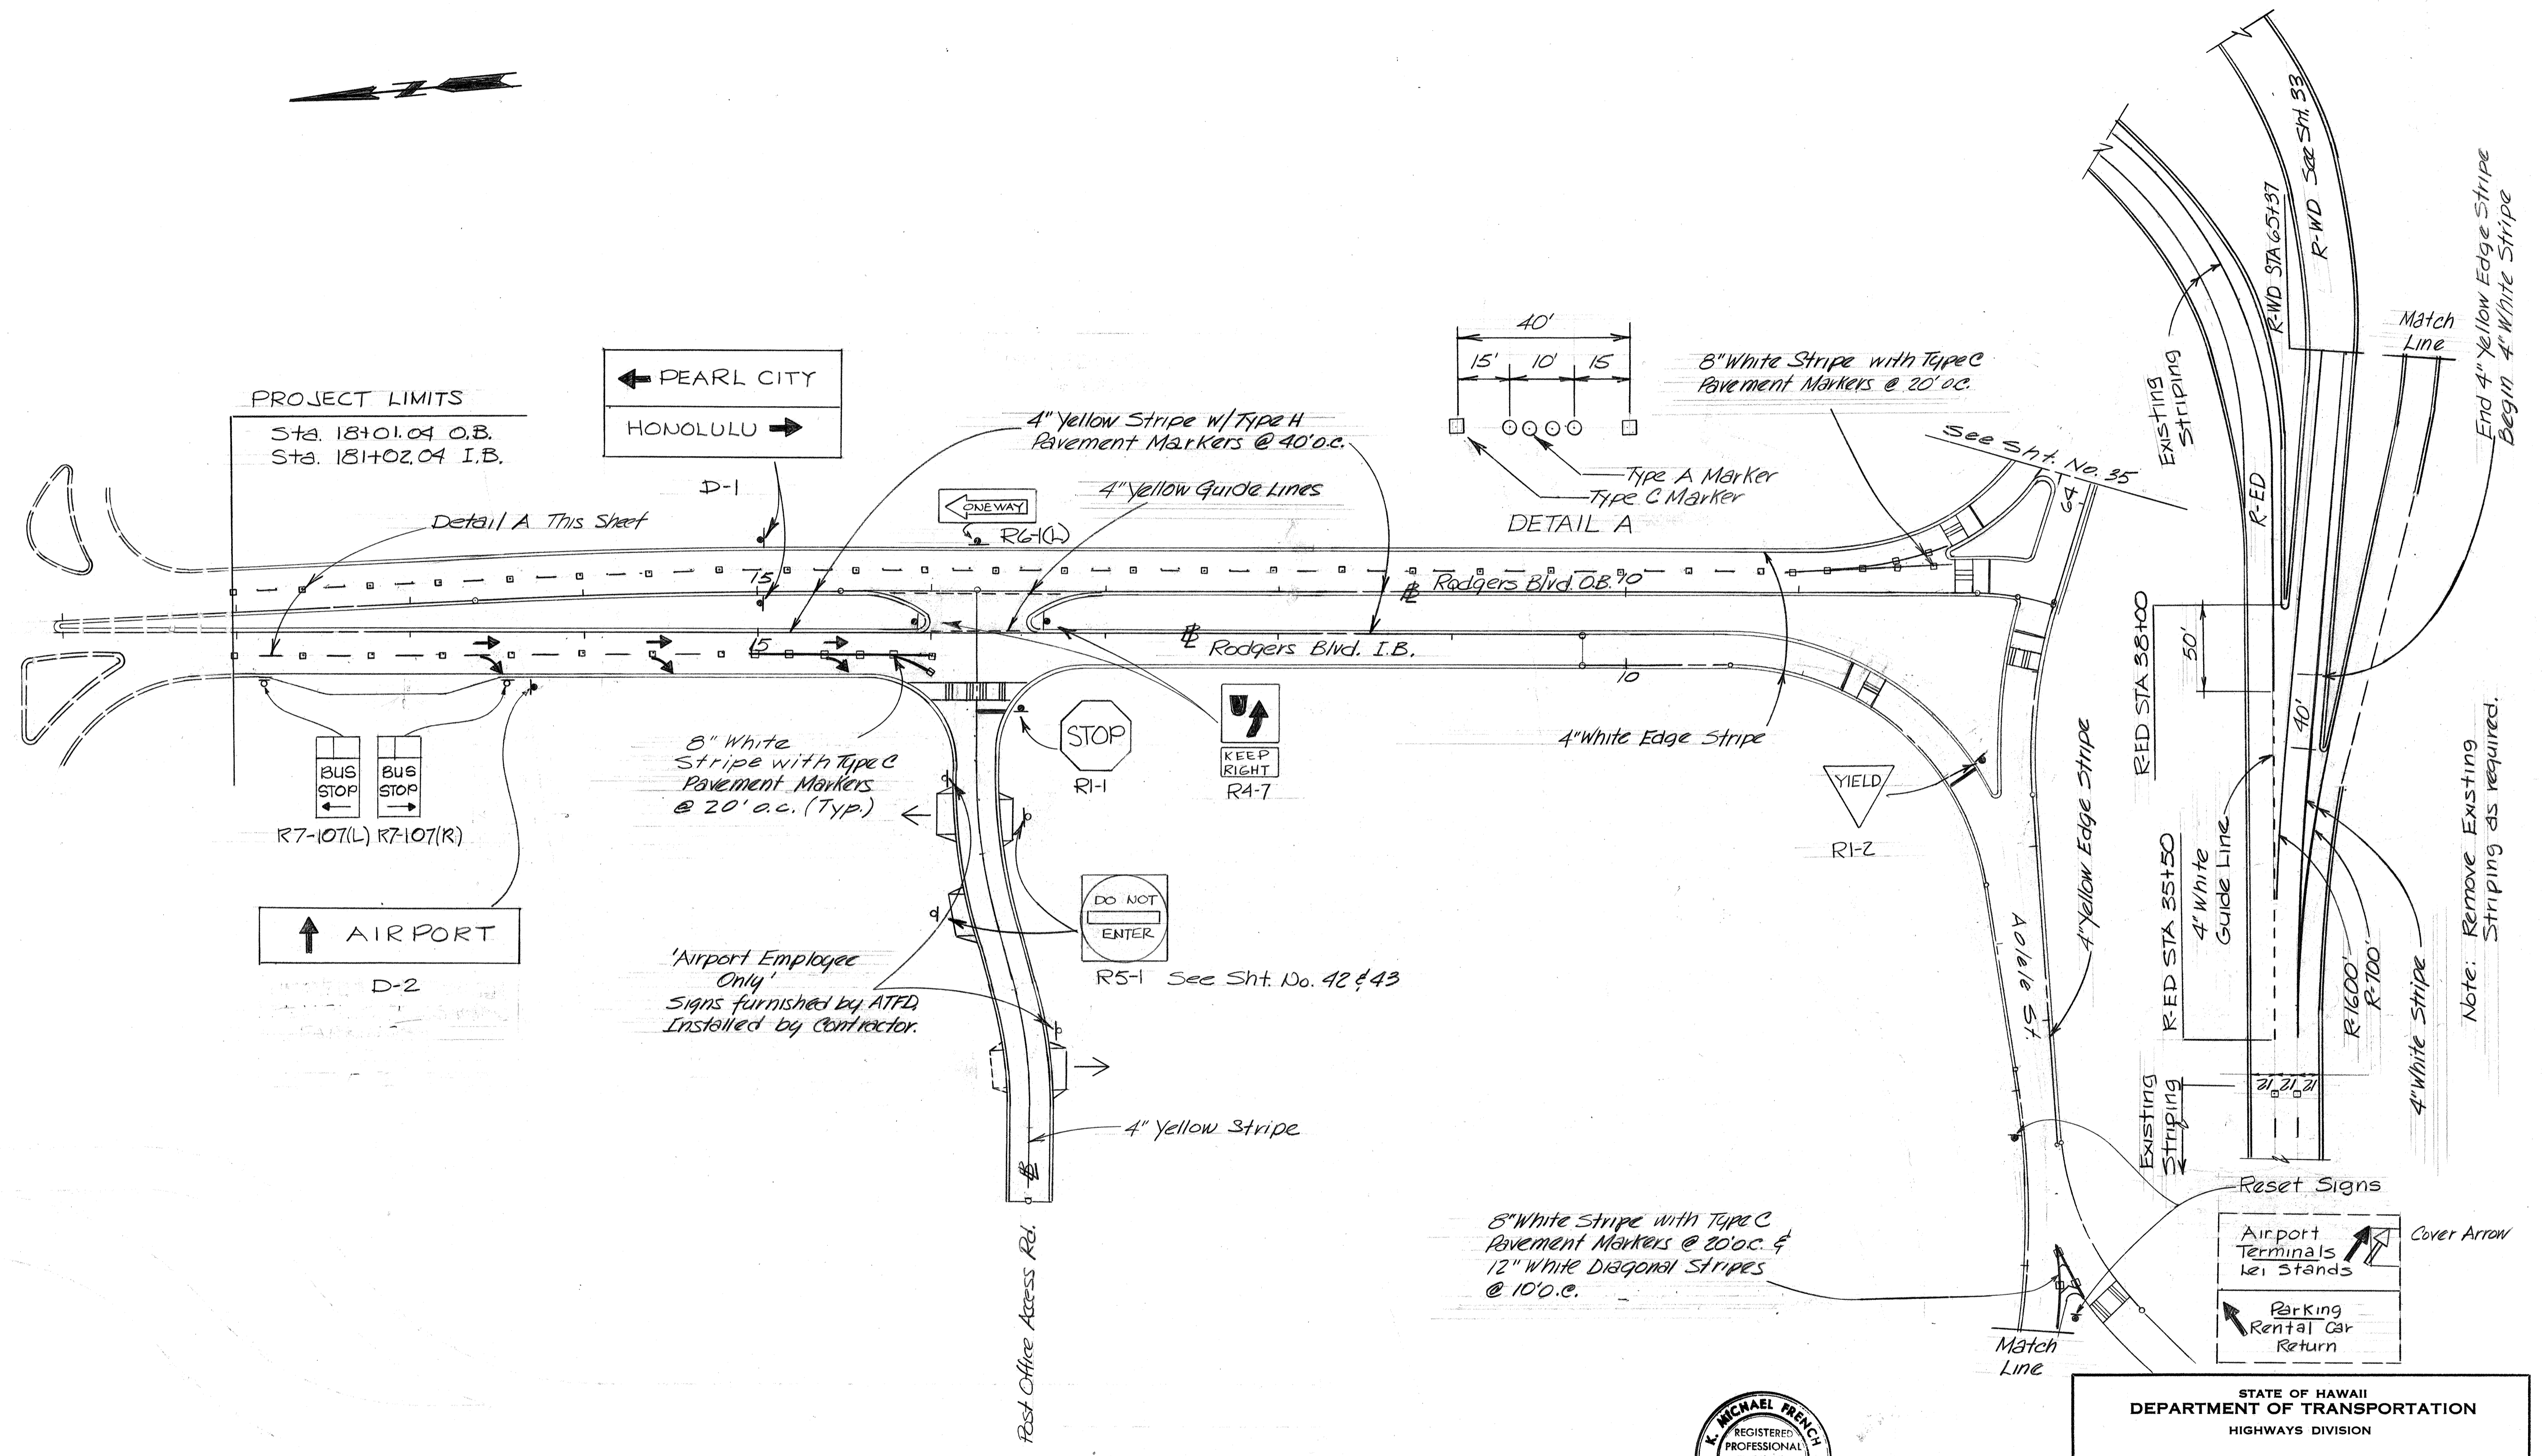 PROJECT LIMITS
Sta. 18+01.04 O.B.
Sta. 181+02.04 I.B.
Detail A This Sheet
PEARL CITY
HONOLULU
D-1
4" Yellow Stripe w/Type H
Pavement Markers @ 40' o.c.
4" Yellow Guide Lines
ONE WAY
R6-1(L)
40'
15' 10' 15
Type A Marker
Type C Marker
DETAIL A
8" White Stripe with Type C
Pavement Markers @ 20' o.c.
See Sht. No. 35
64
15
Rodgers Blvd. O.B.
10
15
Rodgers Blvd. I.B.
10
BUS
STOP
BUS
STOP
R7-107(L) R7-107(R)
AIRPORT
D-2
8" White
Stripe with Type C
Pavement Markers
@ 20' o.c. (Typ.)
STOP
R1-1
KEEP
RIGHT
R4-7
4" White Edge Stripe
YIELD
R1-2
DO NOT
ENTER
R5-1 See Sht. No. 42 & 43
'Airport Employee
Only'
Signs furnished by ATFD,
Installed by Contractor.
4" Yellow Stripe
Post Office Access Rd.
Aolele St.
4" Yellow Edge Stripe
8" White Stripe with Type C
Pavement Markers @ 20' o.c. &
12" White Diagonal Stripes
@ 10' o.c.
Match
Line
Existing
Striping
R-ED
R-WD STA 65+37
R-WD See Sht. 33
Match
Line
End 4" Yellow Edge Stripe
Begin 4" White Stripe
R-ED STA 38+00
50'
40'
R-ED STA 35+50
4" White
Guide Line
R-1600'
R-700'
4" White Stripe
Note: Remove Existing
Striping as required.
12 12 12
Existing
Striping
Reset Signs
Airport
Terminals
Lei Stands
Cover Arrow
Parking
Rental Car
Return
K. MICHAEL FRENCH
REGISTERED
PROFESSIONAL
STATE OF HAWAII
DEPARTMENT OF TRANSPORTATION
HIGHWAYS DIVISION